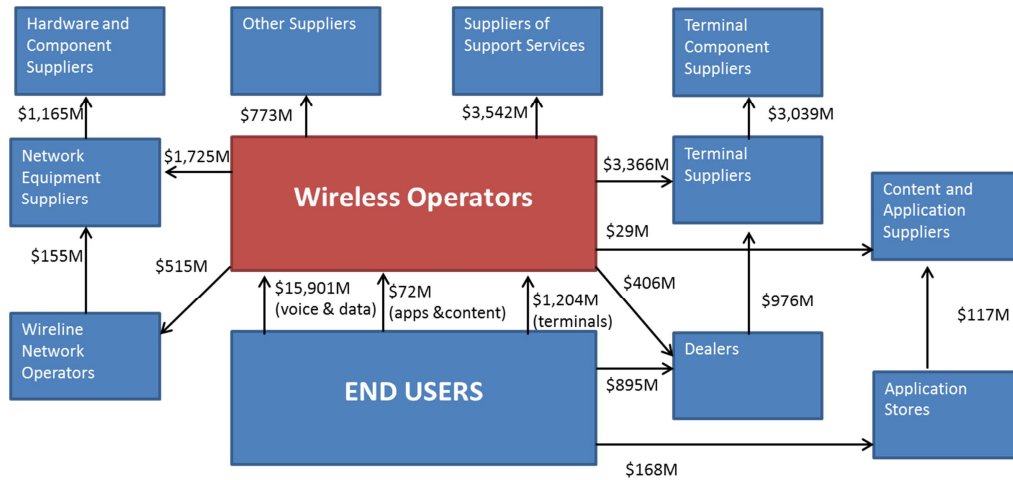 Hardware and
Component
Suppliers
Other Suppliers
Suppliers of
Support Services
Terminal
Component
Suppliers
$1,165M
$773M
$3,542M
$3,039M
Network
Equipment
Suppliers
$1,725M
Wireless Operators
$3,366M
Terminal
Suppliers
Content and
Application
Suppliers
$29M
$155M
$515M
$15,901M
(voice & data)
$72M
(apps &content)
$1,204M
(terminals)
$406M
$976M
$117M
Wireline
Network
Operators
END USERS
$895M
Dealers
Application
Stores
$168M